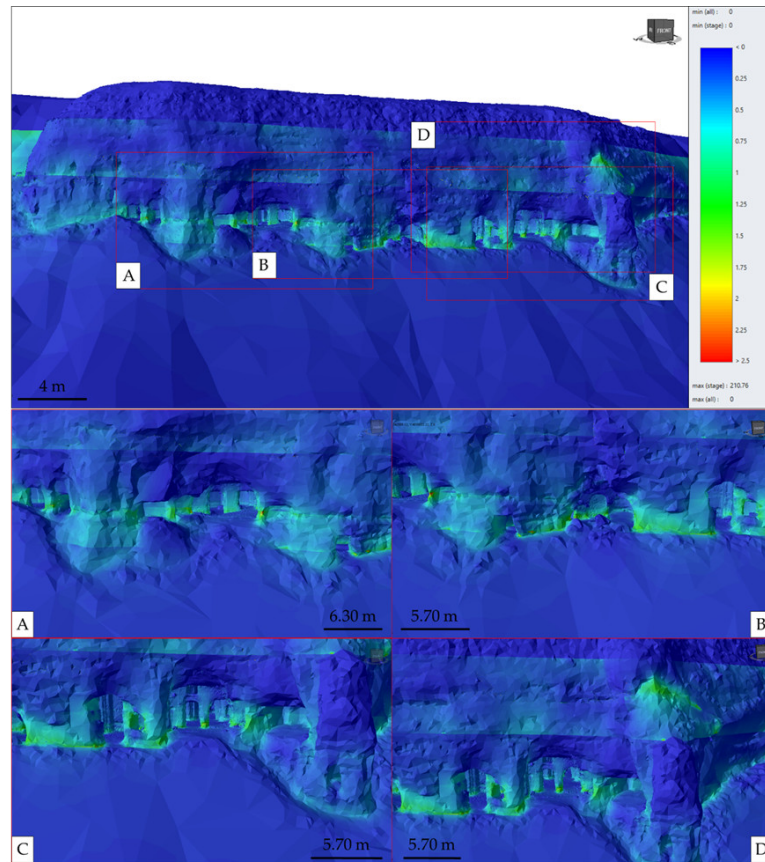 min (all) : 0
min (stage) : 0
FRONT
< 0
0.25
0.5
0.75
1
1.25
1.5
1.75
2
2.25
> 2.5
max (stage) : 210.76
max (all) : 0
D
A
B
C
4 m
A
6.30 m
5.70 m
B
C
5.70 m
5.70 m
D